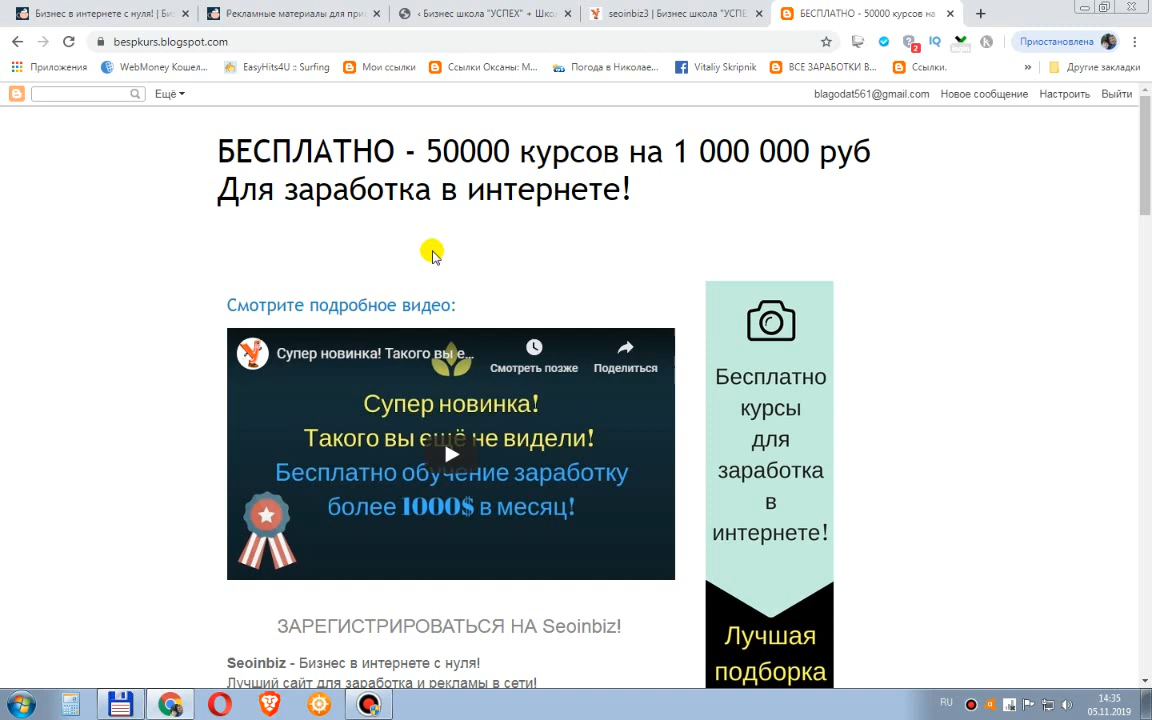 Бизнес в интернете с нуля! | Биз
Рекламные материалы для при
‹ Бизнес школа "УСПЕХ" + Шко
seoinbiz3 | Бизнес школа "УСПЕ
БЕСПЛАТНО - 50000 курсов на
bespkurs.blogspot.com
2
IQ
Приостановлена
Приложения
WebMoney Кошел...
EasyHits4U :: Surfing
Мои ссылки
Ссылки Оксаны: М...
Погода в Николае...
Vitaliy Skripnik
ВСЕ ЗАРАБОТКИ В...
Ссылки.
»
Другие закладки
Ещё
blagodat561@gmail.com
Новое сообщение
Настроить
Выйти
БЕСПЛАТНО - 50000 курсов на 1 000 000 руб
Для заработка в интернете!
Смотрите подробное видео:
Супер новинка! Такого вы е...
Смотреть позже
Поделиться
Супер новинка!
Такого вы ещё не видели!
Бесплатно обучение заработку
более 1000$ в месяц!
Бесплатно
курсы
для
заработка
в
интернете!
Лучшая
подборка
ЗАРЕГИСТРИРОВАТЬСЯ НА Seoinbiz!
Seoinbiz - Бизнес в интернете с нуля!
Лучший сайт для заработка и рекламы в сети!
RU
14:35
05.11.2019